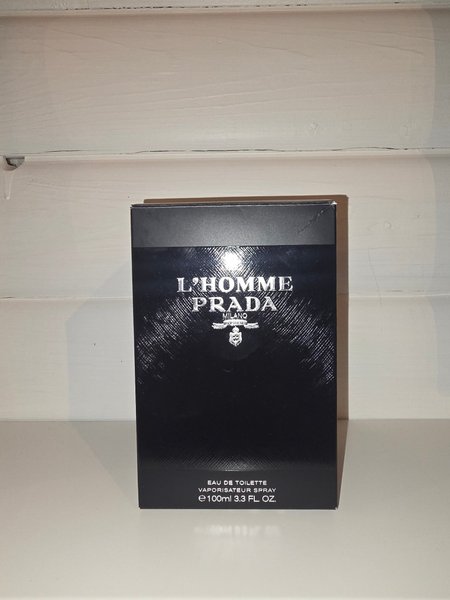 L'HOMME
PRADA
MILANO
EAU DE TOILETTE
VAPORISATEUR SPRAY
℮100ml 3.3 FL. OZ.